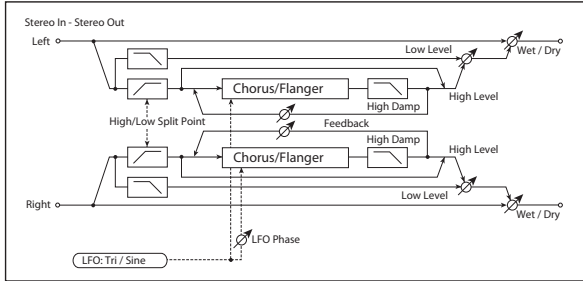 Stereo In - Stereo Out
Left
Low Level
Wet / Dry
Chorus/Flanger
High Damp
High Level
High/Low Split Point
Feedback
High Damp
Chorus/Flanger
High Level
Low Level
Right
Wet / Dry
LFO Phase
LFO: Tri / Sine